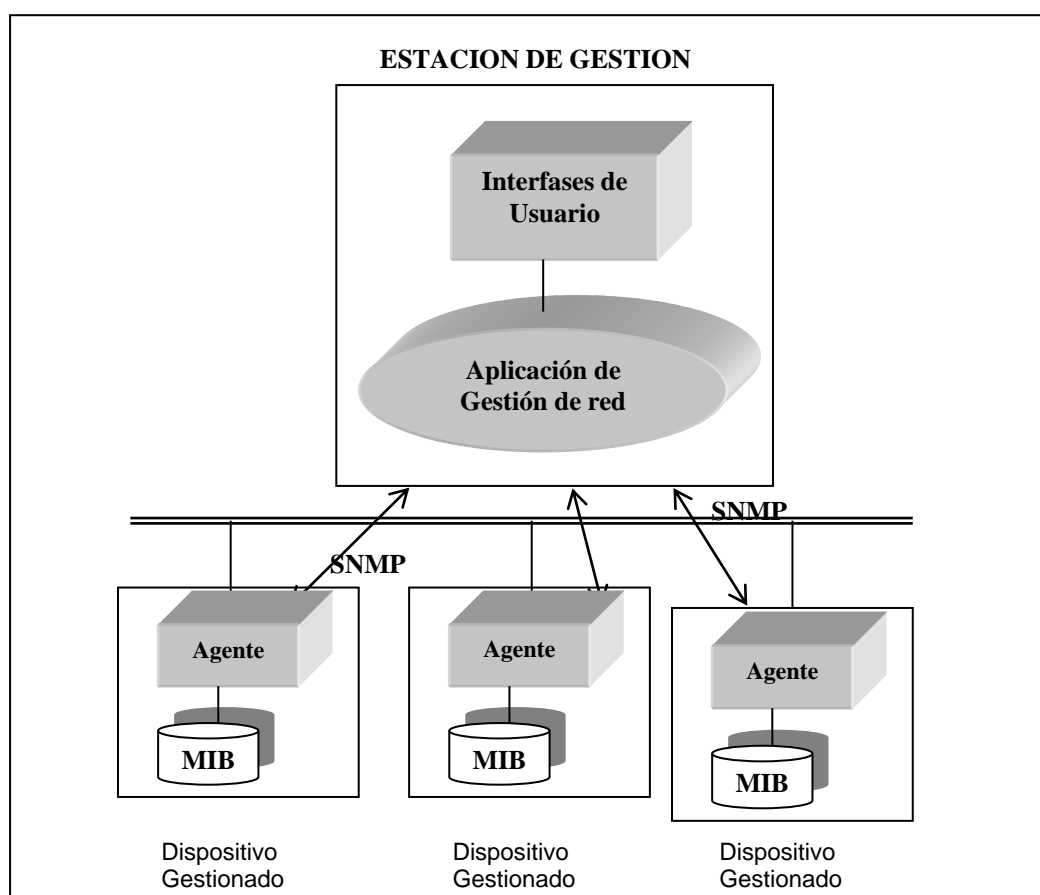 ESTACION DE GESTION
Interfases de
Usuario
Aplicación de
Gestión de red
SNMP
SNMP
Agente
Agente
Agente
MIB
MIB
MIB
Dispositivo
Gestionado
Dispositivo
Gestionado
Dispositivo
Gestionado